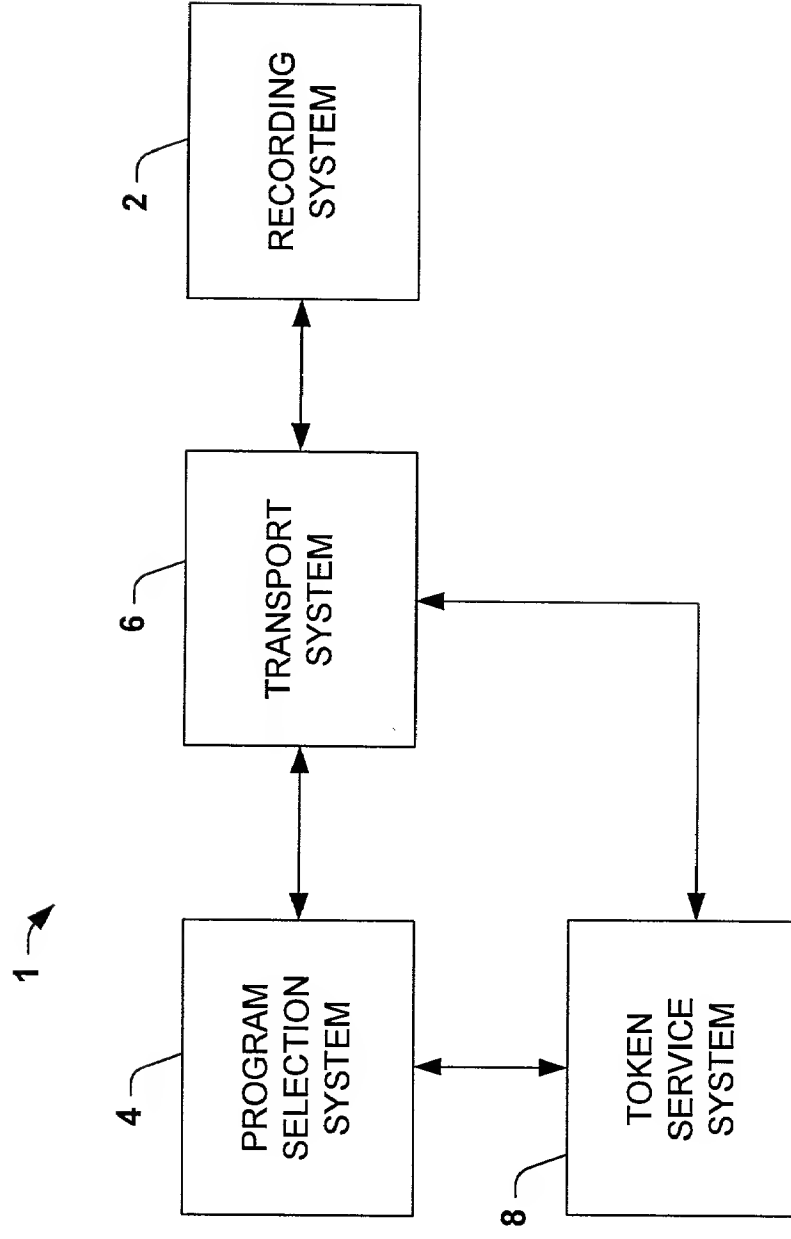 1
4
PROGRAM
SELECTION
SYSTEM
6
TRANSPORT
SYSTEM
2
RECORDING
SYSTEM
8
TOKEN
SERVICE
SYSTEM